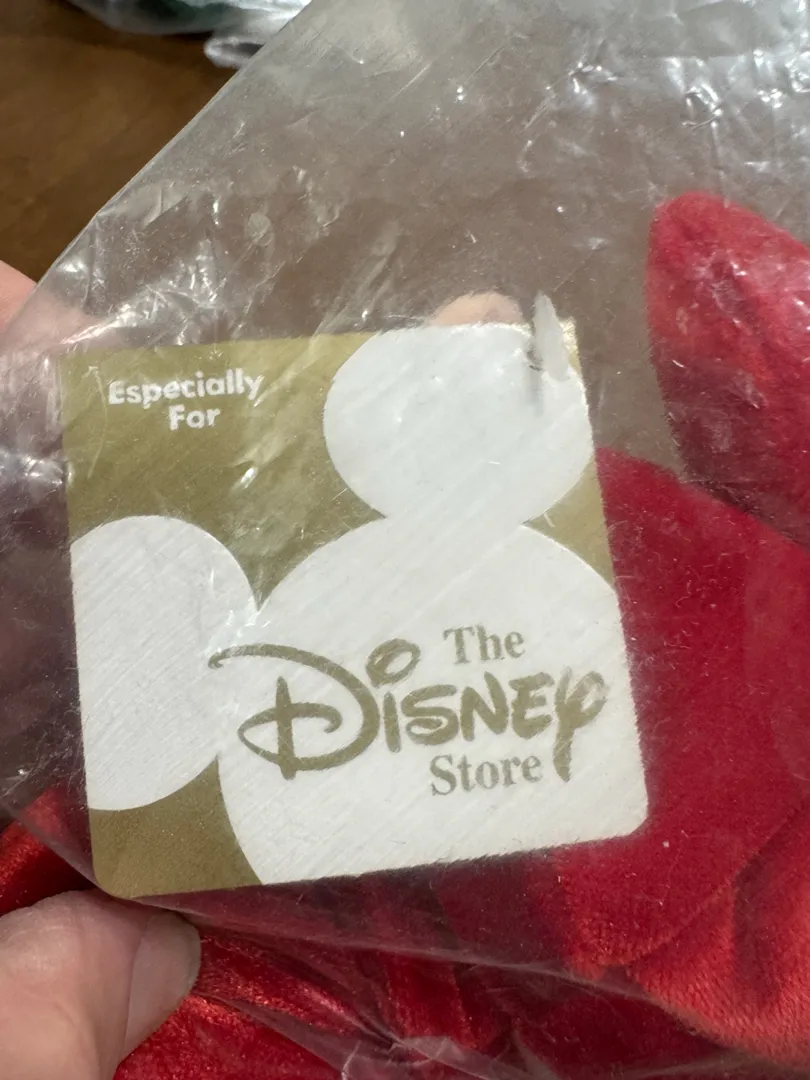 Especially
For
The
Disney
Store